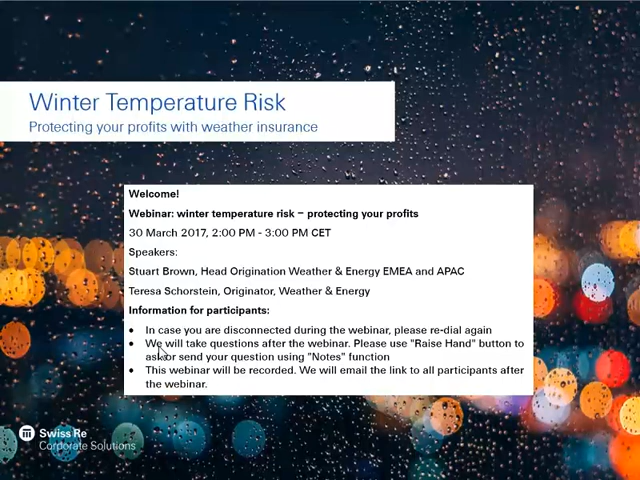 Winter Temperature Risk
Protecting your profits with weather insurance
Welcome!
Webinar: winter temperature risk – protecting your profits
30 March 2017, 2:00 PM - 3:00 PM CET
Speakers:
Stuart Brown, Head Origination Weather & Energy EMEA and APAC
Teresa Schorstein, Originator, Weather & Energy
Information for participants:
• In case you are disconnected during the webinar, please re-dial again
• We will take questions after the webinar. Please use "Raise Hand" button to
ask or send your question using "Notes" function
• This webinar will be recorded. We will email the link to all participants after
the webinar.
Swiss Re
Corporate Solutions